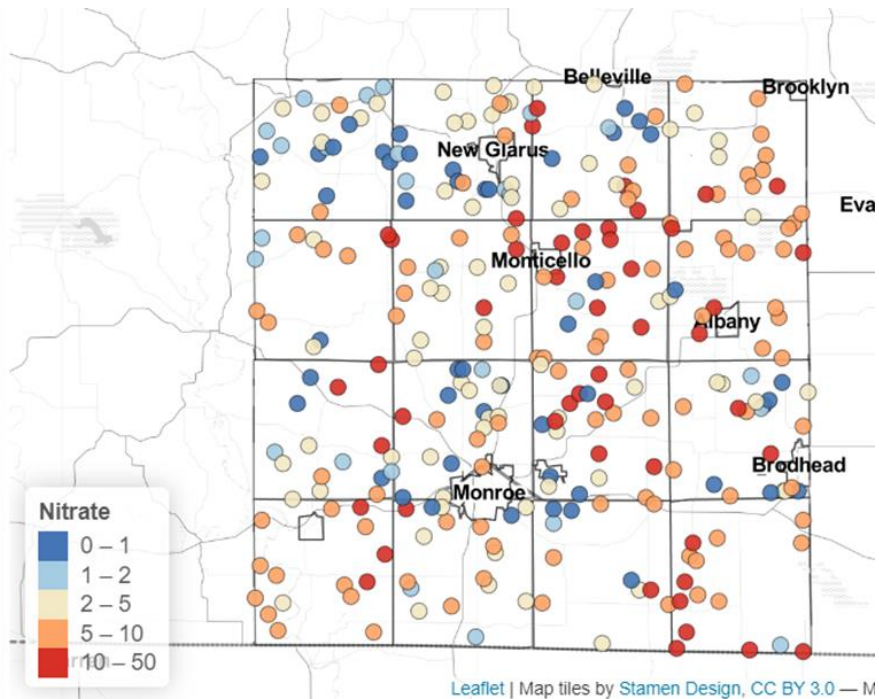 Belleville
Brooklyn
New Glarus
Eva
Monticello
Albany
Brodhead
Monroe
Nitrate
0 – 1
1 – 2
2 – 5
5 – 10
10 – 50
Leaflet | Map tiles by Stamen Design, CC BY 3.0 — M